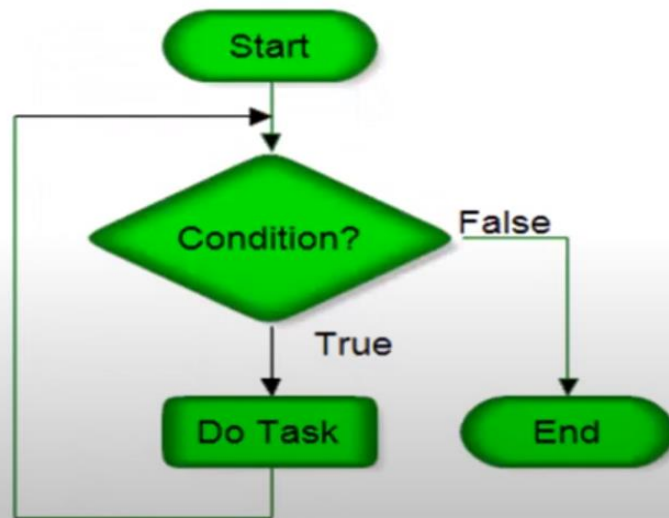 Start
Condition?
False
True
Do Task
End